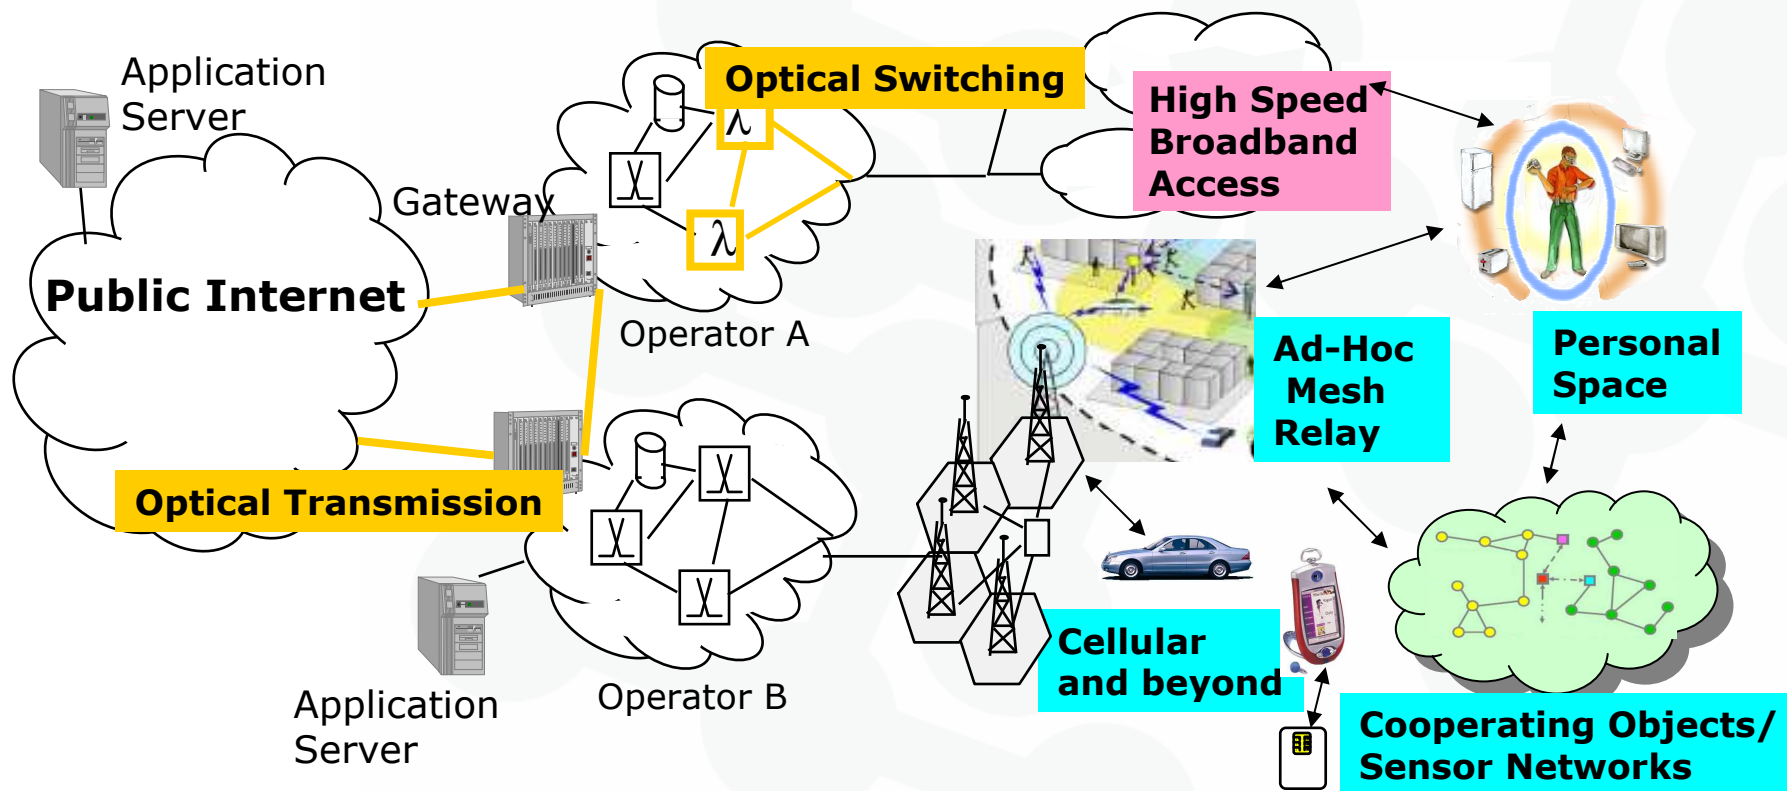 Application
Server
Optical Switching
High Speed
Broadband
Access
λ
Gateway
λ
Public Internet
Operator A
Ad-Hoc
Mesh
Relay
Personal
Space
Optical Transmission
Cellular
and beyond
Operator B
Application
Server
Cooperating Objects/
Sensor Networks